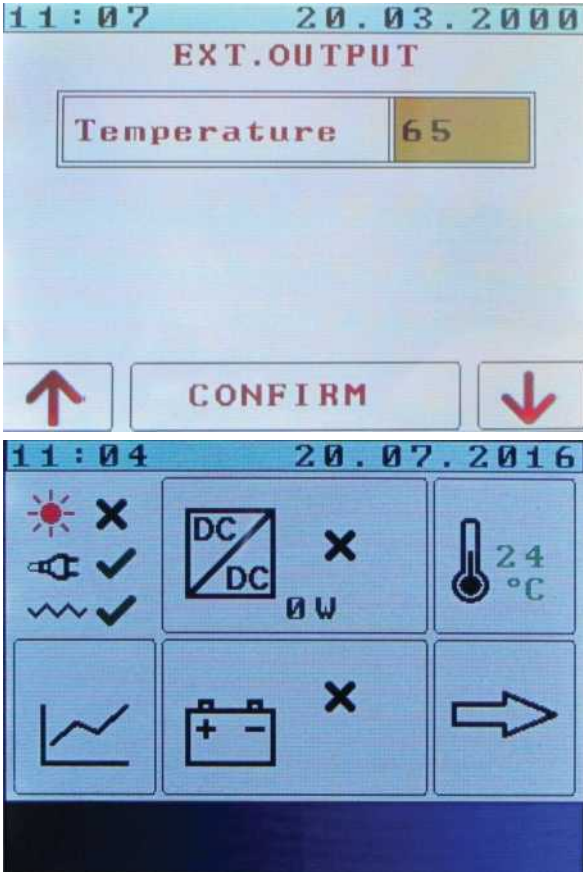 11:07 20.03.2000
EXT.OUTPUT
Temperature 65
CONFIRM
11:04 20.07.2016
DC
DC
0W
24
°C
+ -